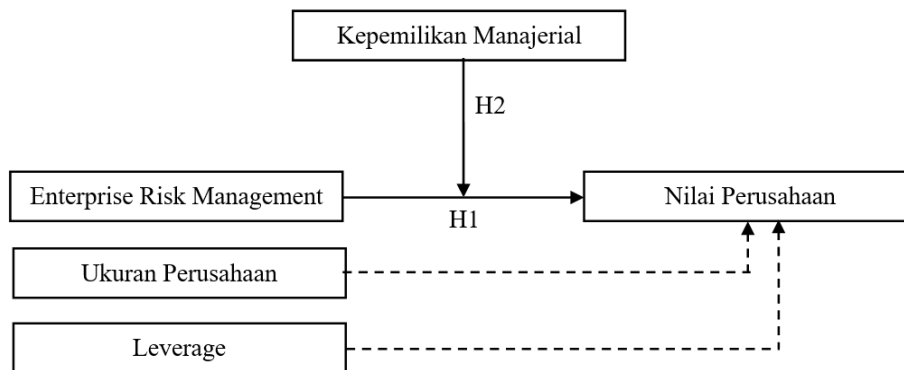 Kepemilikan Manajerial
H2
Enterprise Risk Management
Nilai Perusahaan
H1
Ukuran Perusahaan
Leverage